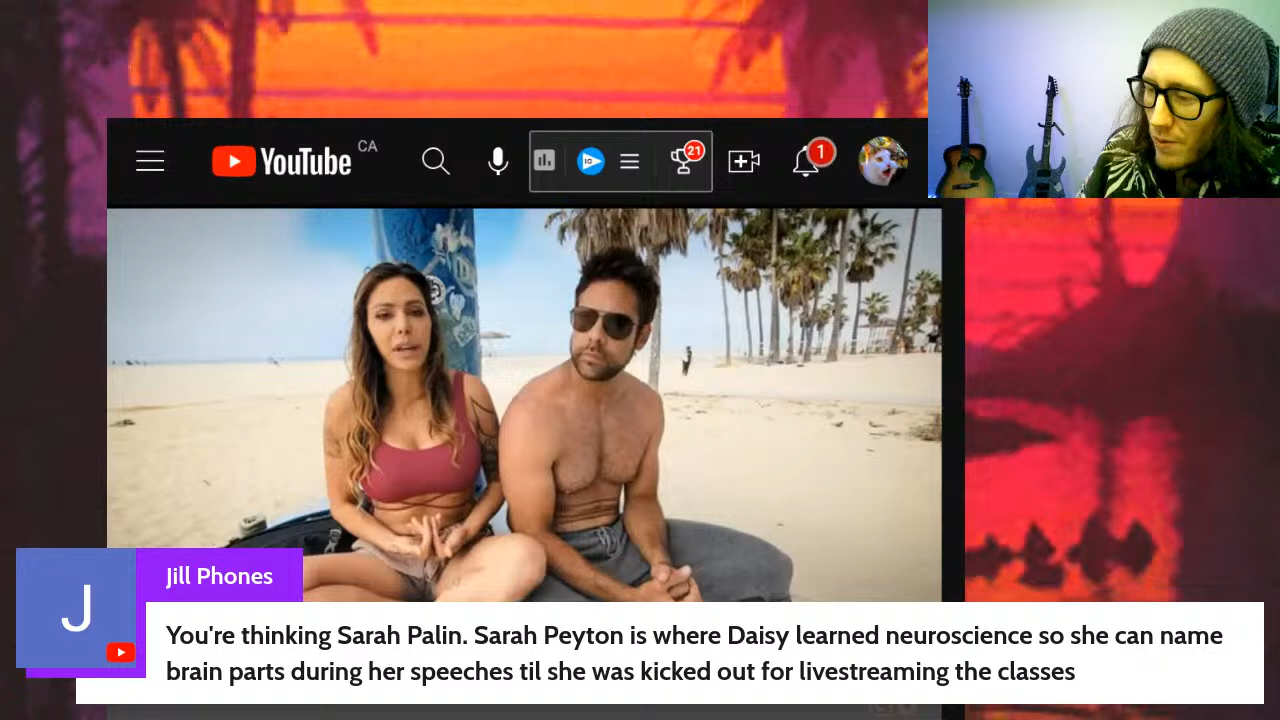 YouTube CA
21
1
J
Jill Phones
You're thinking Sarah Palin. Sarah Peyton is where Daisy learned neuroscience so she can name
brain parts during her speeches til she was kicked out for livestreaming the classes